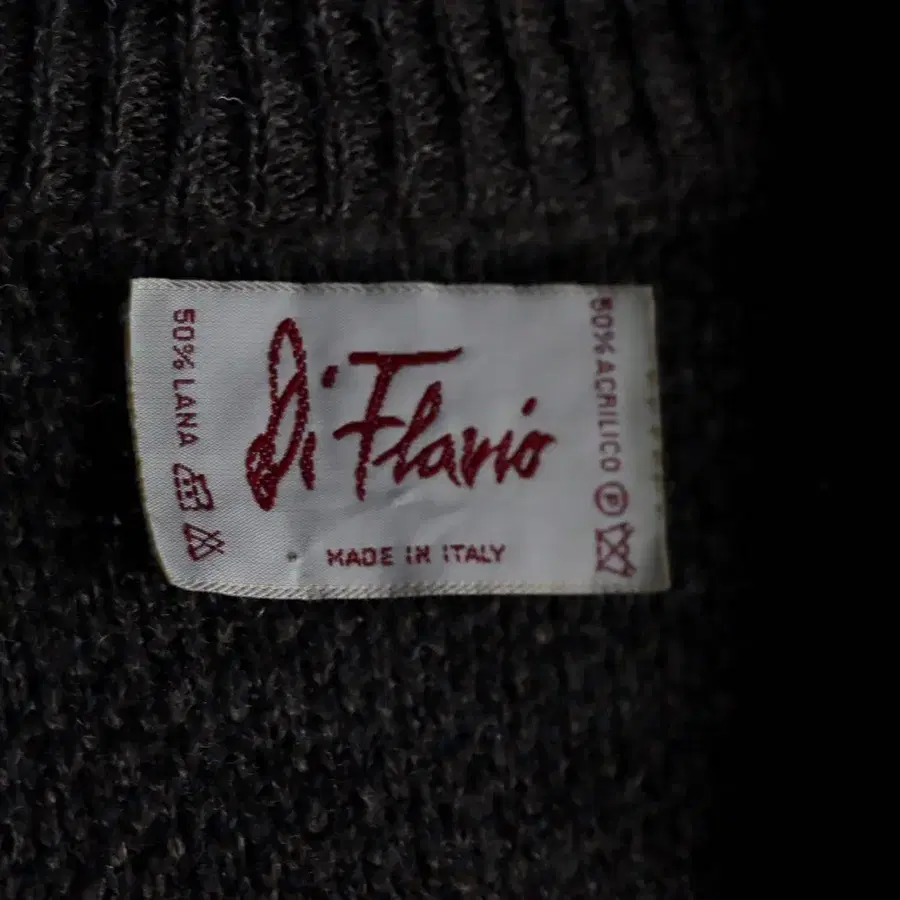 50% LANA
di Flavio
MADE IN ITALY
50% ACRILICO P